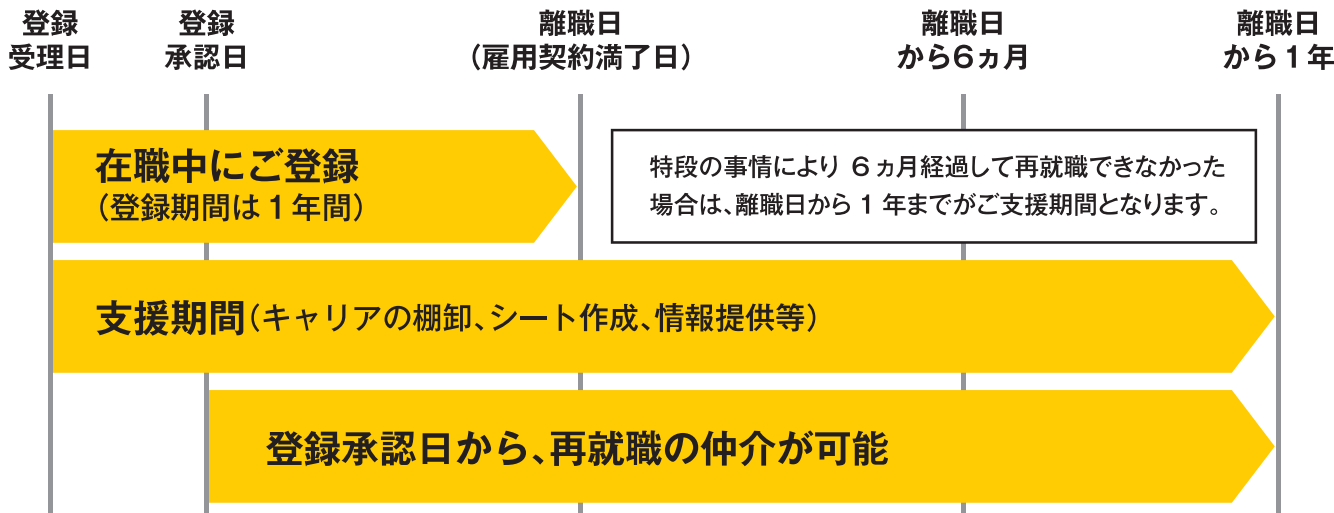 登録
受理日
登録
承認日
離職日
（雇用契約満了日）
離職日
から6ヵ月
離職日
から1年
在職中にご登録
（登録期間は1年間）
特段の事情により 6ヵ月経過して再就職できなかった
場合は、離職日から1年までがご支援期間となります。
支援期間（キャリアの棚卸、シート作成、情報提供等）
登録承認日から、再就職の仲介が可能